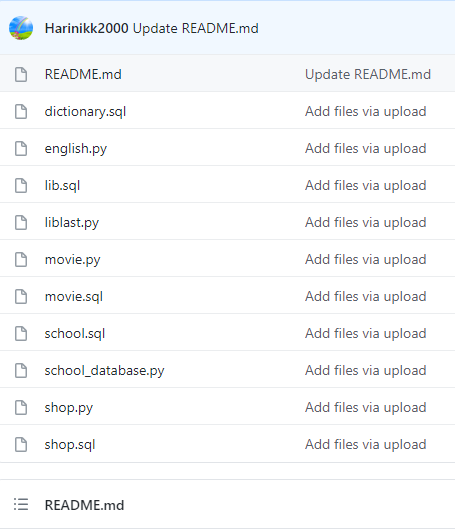 Harinikk2000 Update README.md
README.md Update README.md
dictionary.sql Add files via upload
english.py Add files via upload
lib.sql Add files via upload
liblast.py Add files via upload
movie.py Add files via upload
movie.sql Add files via upload
school.sql Add files via upload
school_database.py Add files via upload
shop.py Add files via upload
shop.sql Add files via upload
README.md